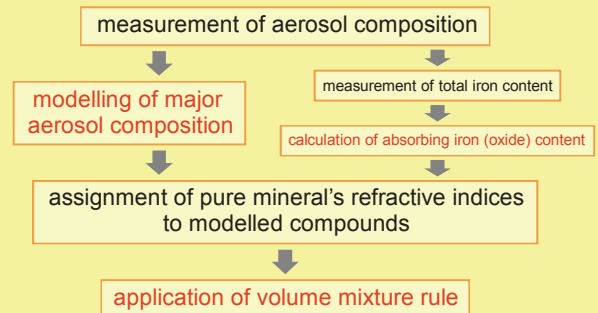 measurement of aerosol composition
modelling of major
aerosol composition
measurement of total iron content
calculation of absorbing iron (oxide) content
assignment of pure mineral's refractive indices
to modelled compounds
application of volume mixture rule